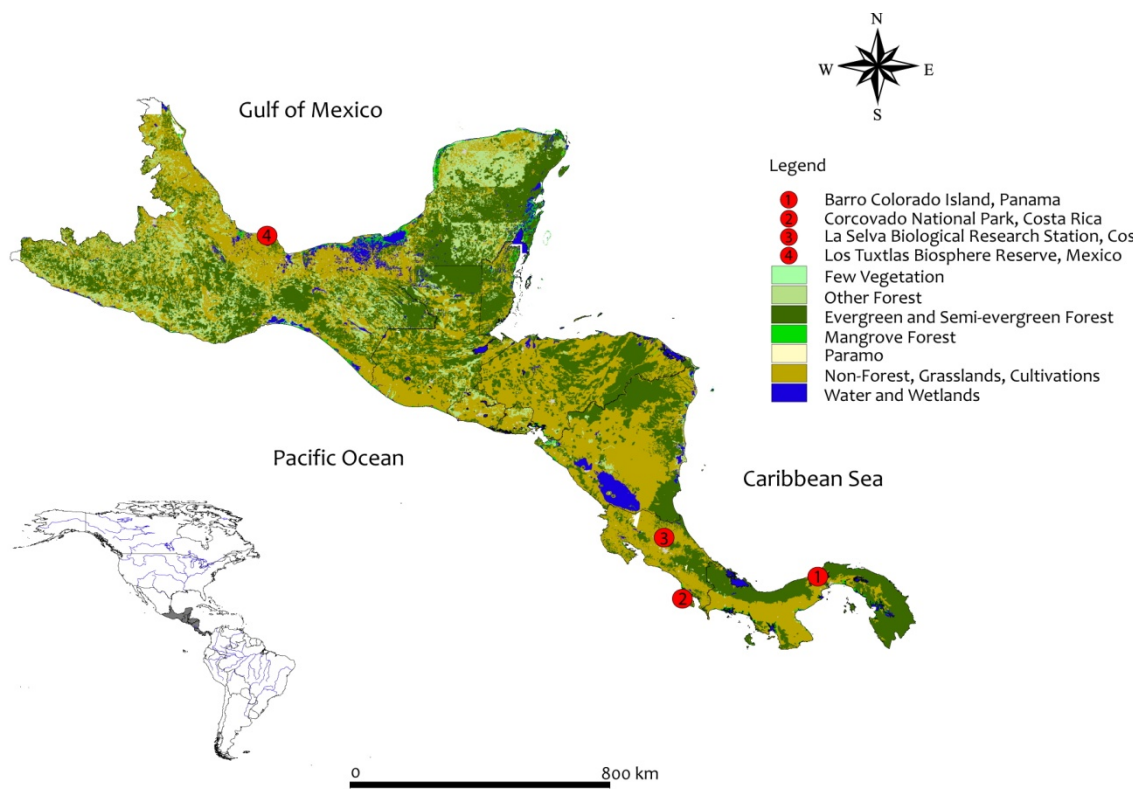 N
W E
S
Gulf of Mexico
Legend
1 Barro Colorado Island, Panama
2 Corcovado National Park, Costa Rica
3 La Selva Biological Research Station, Cos
4 Los Tuxtlas Biosphere Reserve, Mexico
Few Vegetation
Other Forest
Evergreen and Semi-evergreen Forest
Mangrove Forest
Paramo
Non-Forest, Grasslands, Cultivations
Water and Wetlands
4
Pacific Ocean
Caribbean Sea
3
1
2
0 800 km